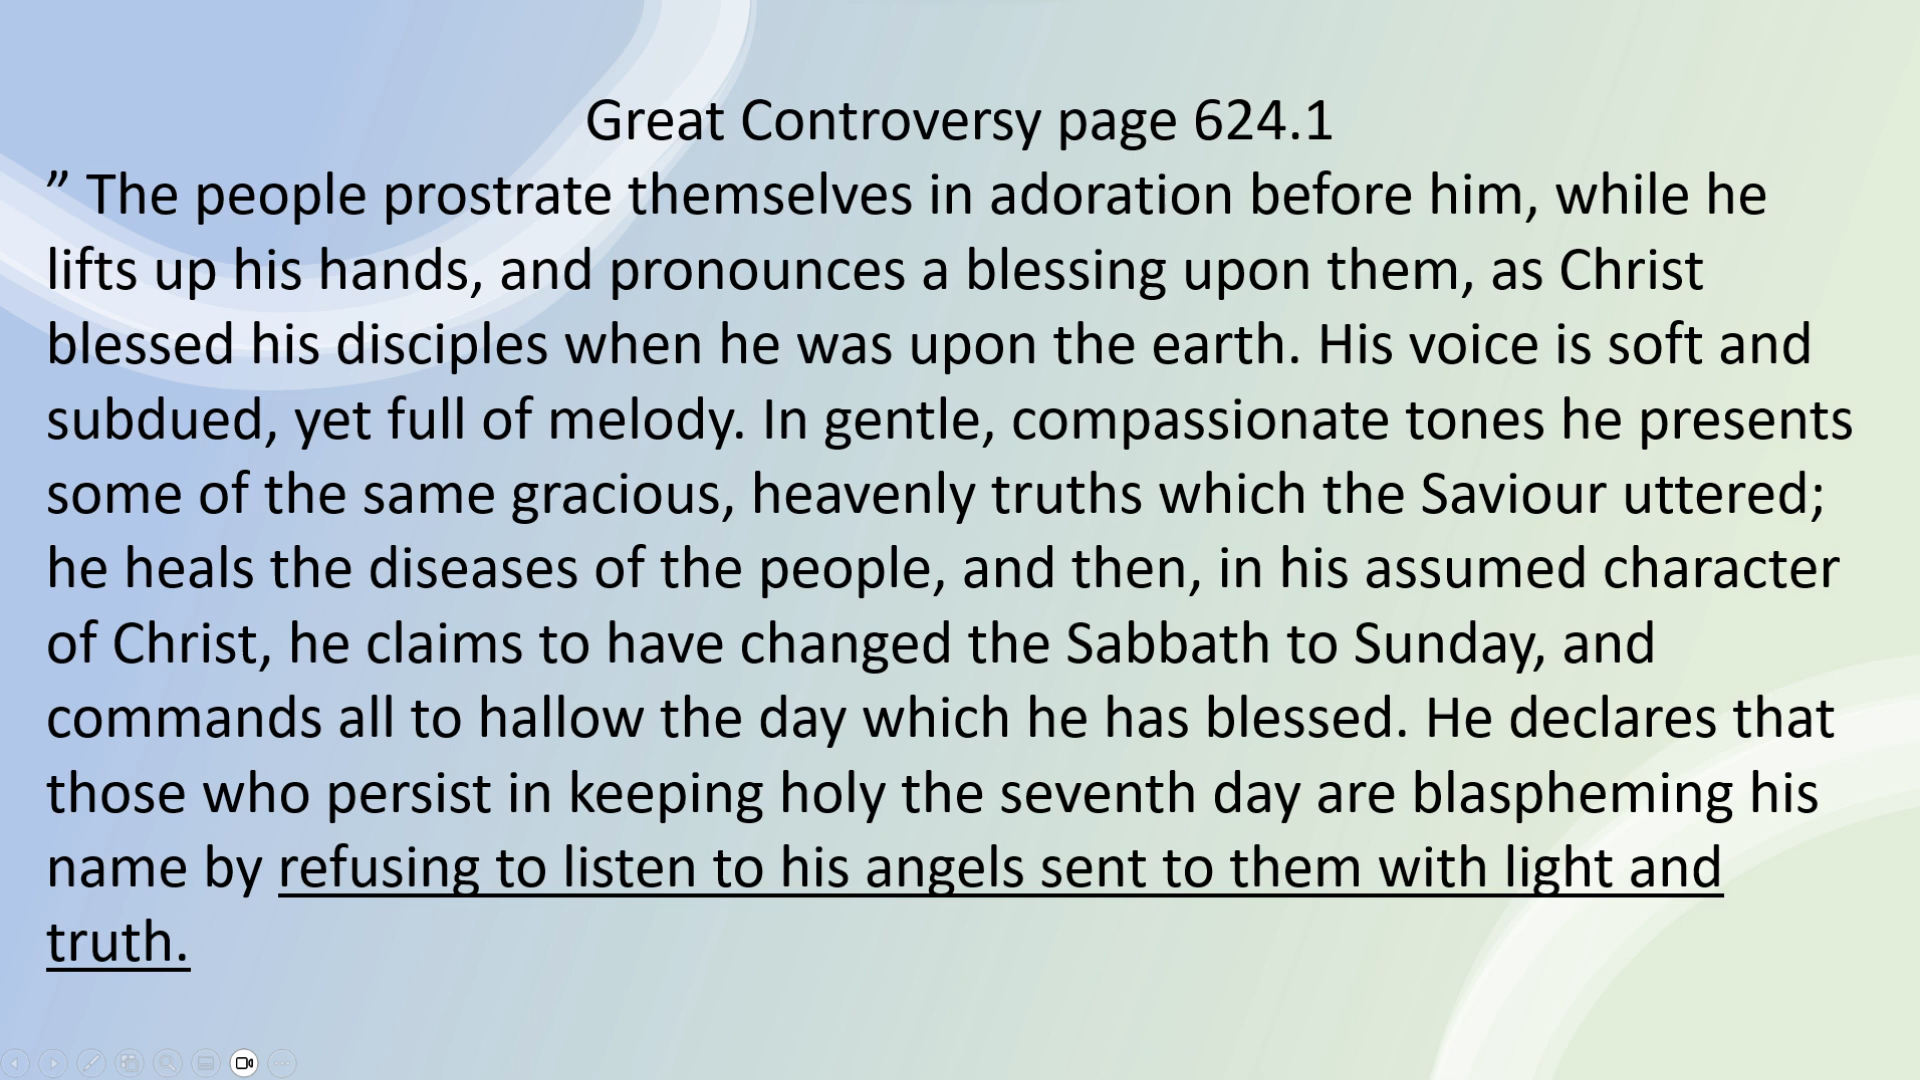 Great Controversy page 624.1
” The people prostrate themselves in adoration before him, while he
lifts up his hands, and pronounces a blessing upon them, as Christ
blessed his disciples when he was upon the earth. His voice is soft and
subdued, yet full of melody. In gentle, compassionate tones he presents
some of the same gracious, heavenly truths which the Saviour uttered;
he heals the diseases of the people, and then, in his assumed character
of Christ, he claims to have changed the Sabbath to Sunday, and
commands all to hallow the day which he has blessed. He declares that
those who persist in keeping holy the seventh day are blaspheming his
name by refusing to listen to his angels sent to them with light and
truth.